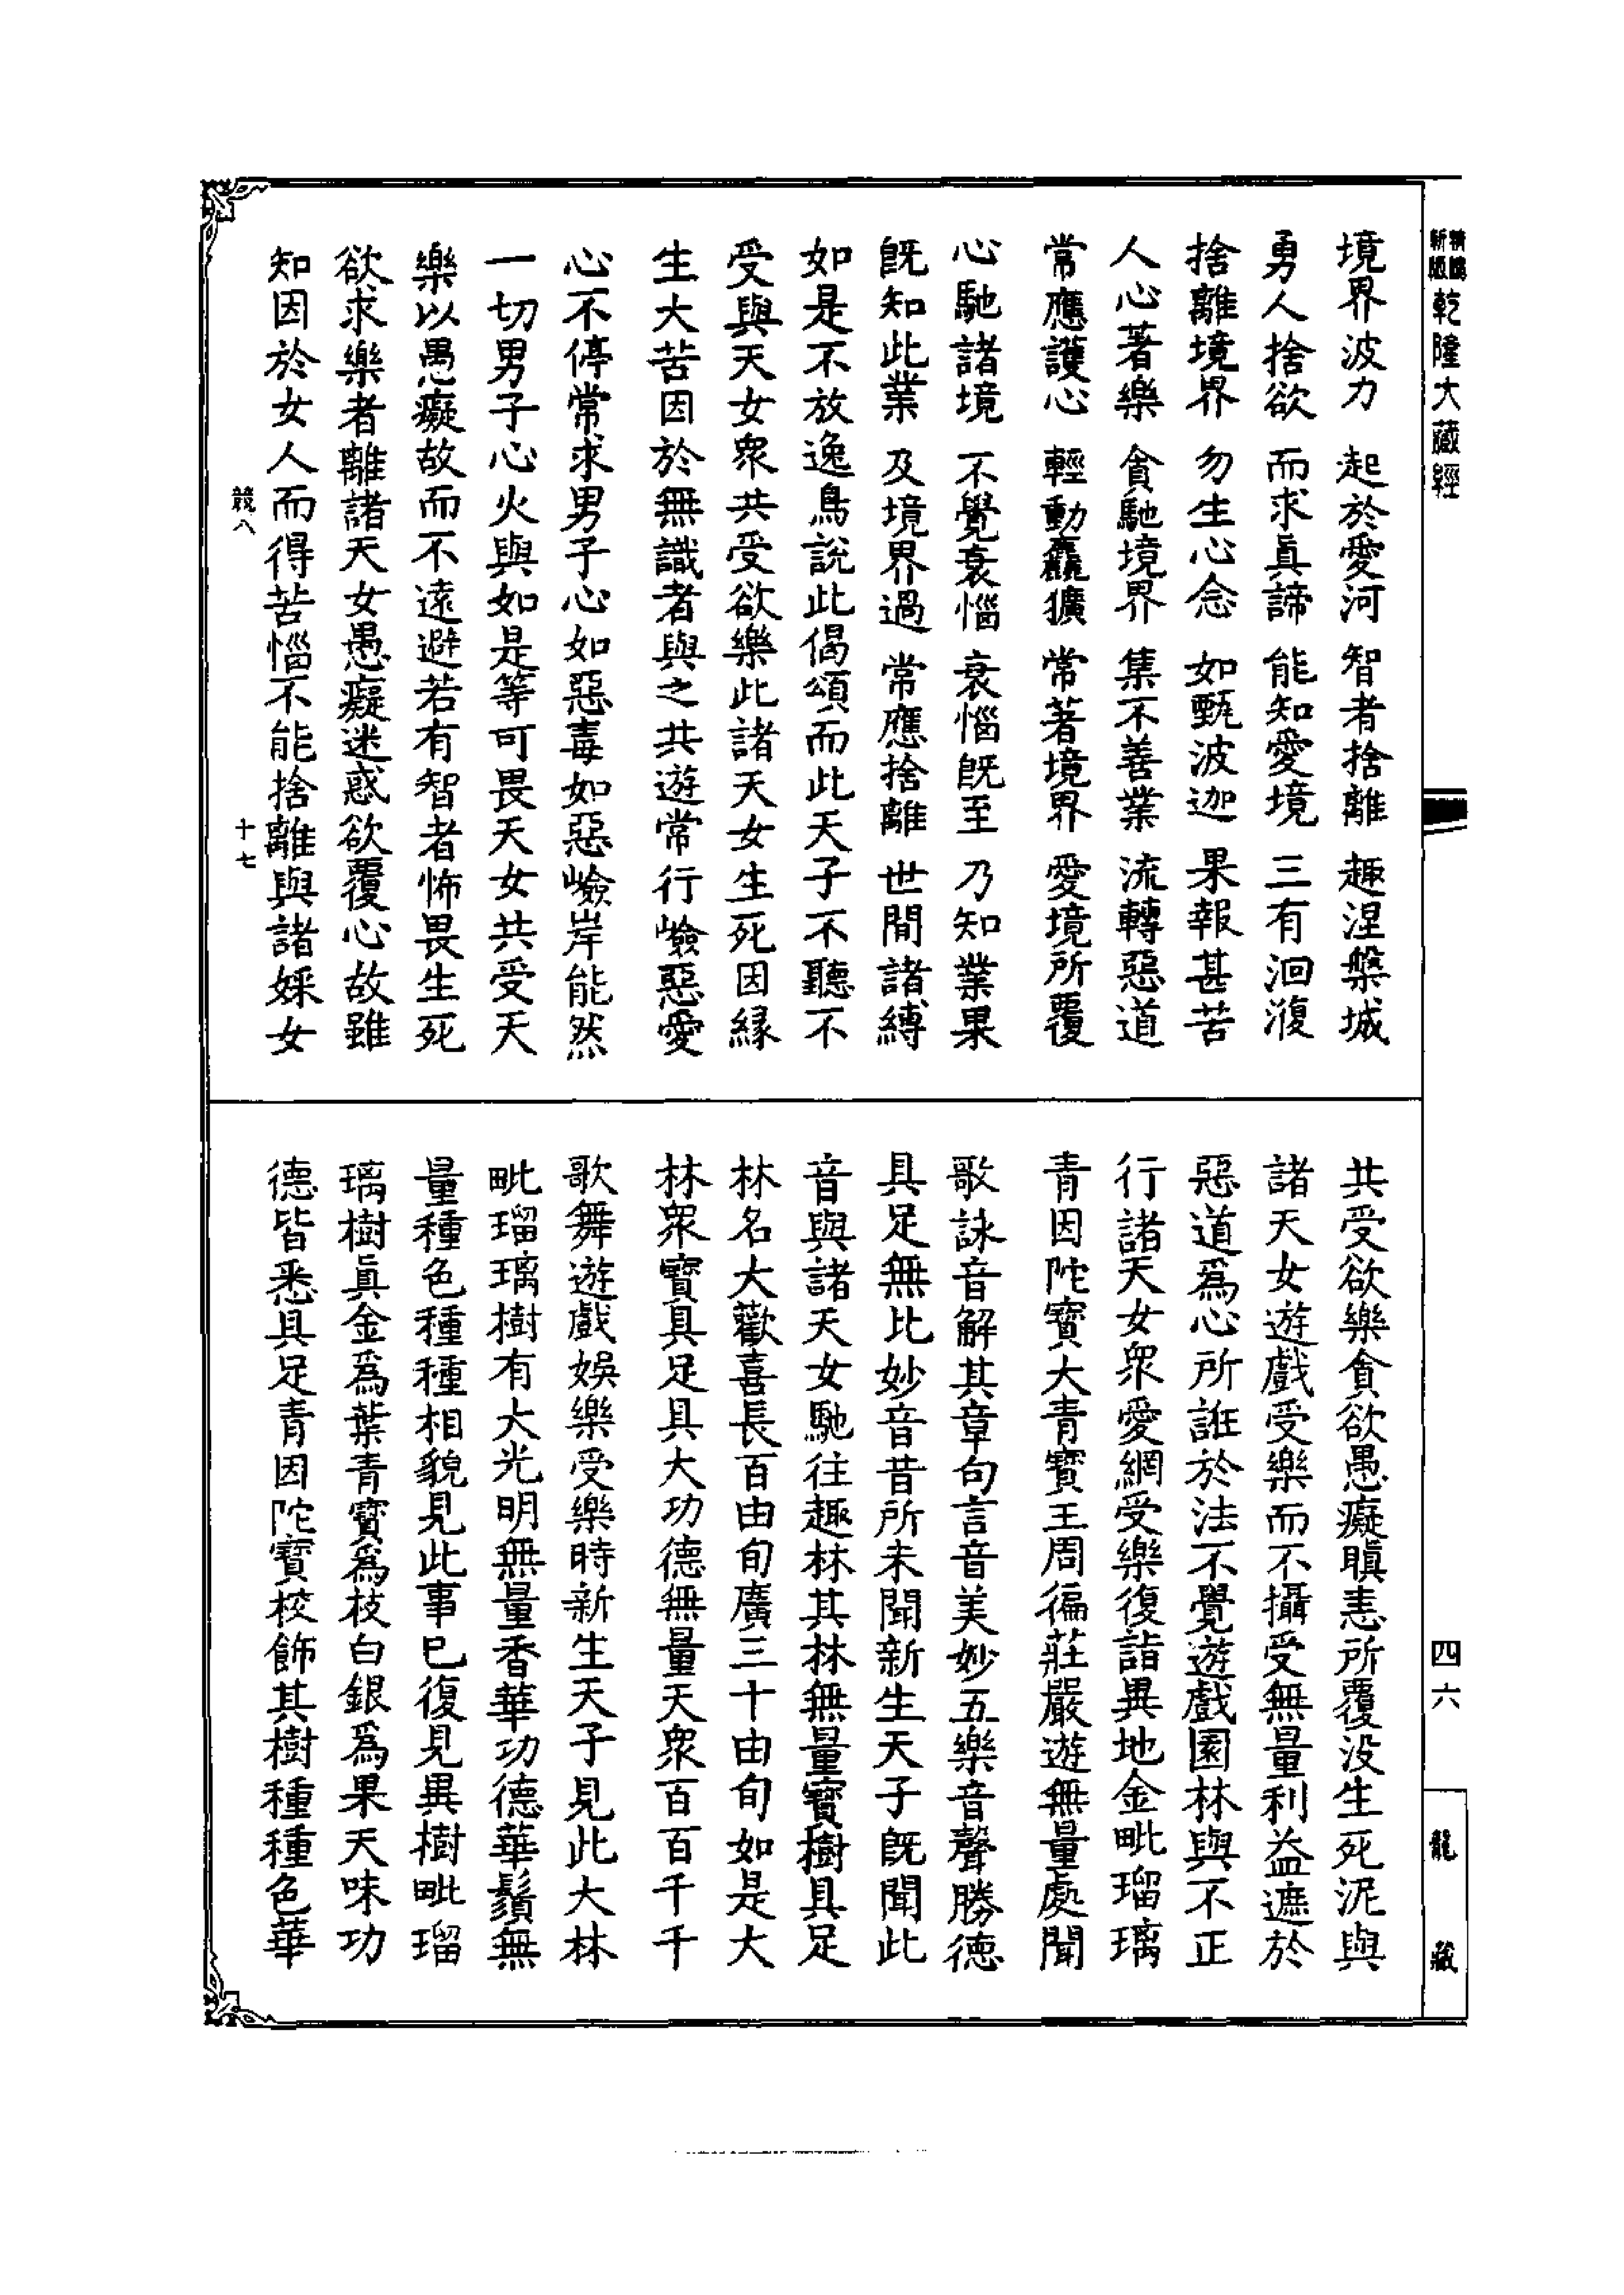 新版 精縮 乾隆大藏經
四六
龍藏
境界波力 起於愛河 智者捨離 趣涅槃城
勇人捨欲 而求眞諦 能知愛境 三有洄澓
捨離境界 勿生心念 如甄波迦 果報甚苦
人心著樂 貪馳境界 集不善業 流轉惡道
常應護心 輕動麤獷 常著境界 愛境所覆
心馳諸境 不覺衰惱 衰惱旣至 乃知業果
旣知此業 及境界過 常應捨離 世間諸縛
如是不放逸鳥說此偈頌而此天子不聽不
受與天女衆共受欲樂此諸天女生死因緣
生大苦因於無識者與之共遊常行嶮惡愛
心不停常求男子心如惡毒如惡嶮岸能然
一切男子心火與如是等可畏天女共受天
樂以愚癡故而不遠避若有智者怖畏生死
欲求樂者離諸天女愚癡迷惑欲覆心故雖
知因於女人而得苦惱不能捨離與諸婇女
競八 十七
共受欲樂貪欲愚癡瞋恚所覆没生死泥與
諸天女遊戲受樂而不攝受無量利益遮於
惡道爲心所誑於法不覺遊戲園林與不正
行諸天女衆愛網受樂復詣異地金毗瑠璃
青因陀寶大青寶王周徧莊嚴遊無量處聞
歌詠音解其章句言音美妙五樂音聲勝德
具足無比妙音昔所未聞新生天子旣聞此
音與諸天女馳往趣林其林無量寶樹具足
林名大歡喜長百由旬廣三十由旬如是大
林衆寶具足具大功德無量天衆百百千千
歌舞遊戲娛樂受樂時新生天子見此大林
毗瑠璃樹有大光明無量香華功德華鬚無
量種色種種相貌見此事巳復見異樹毗瑠
璃樹眞金爲葉青寶爲枝白銀爲果天味功
德皆悉具足青因陀寶校飾其樹種種色華